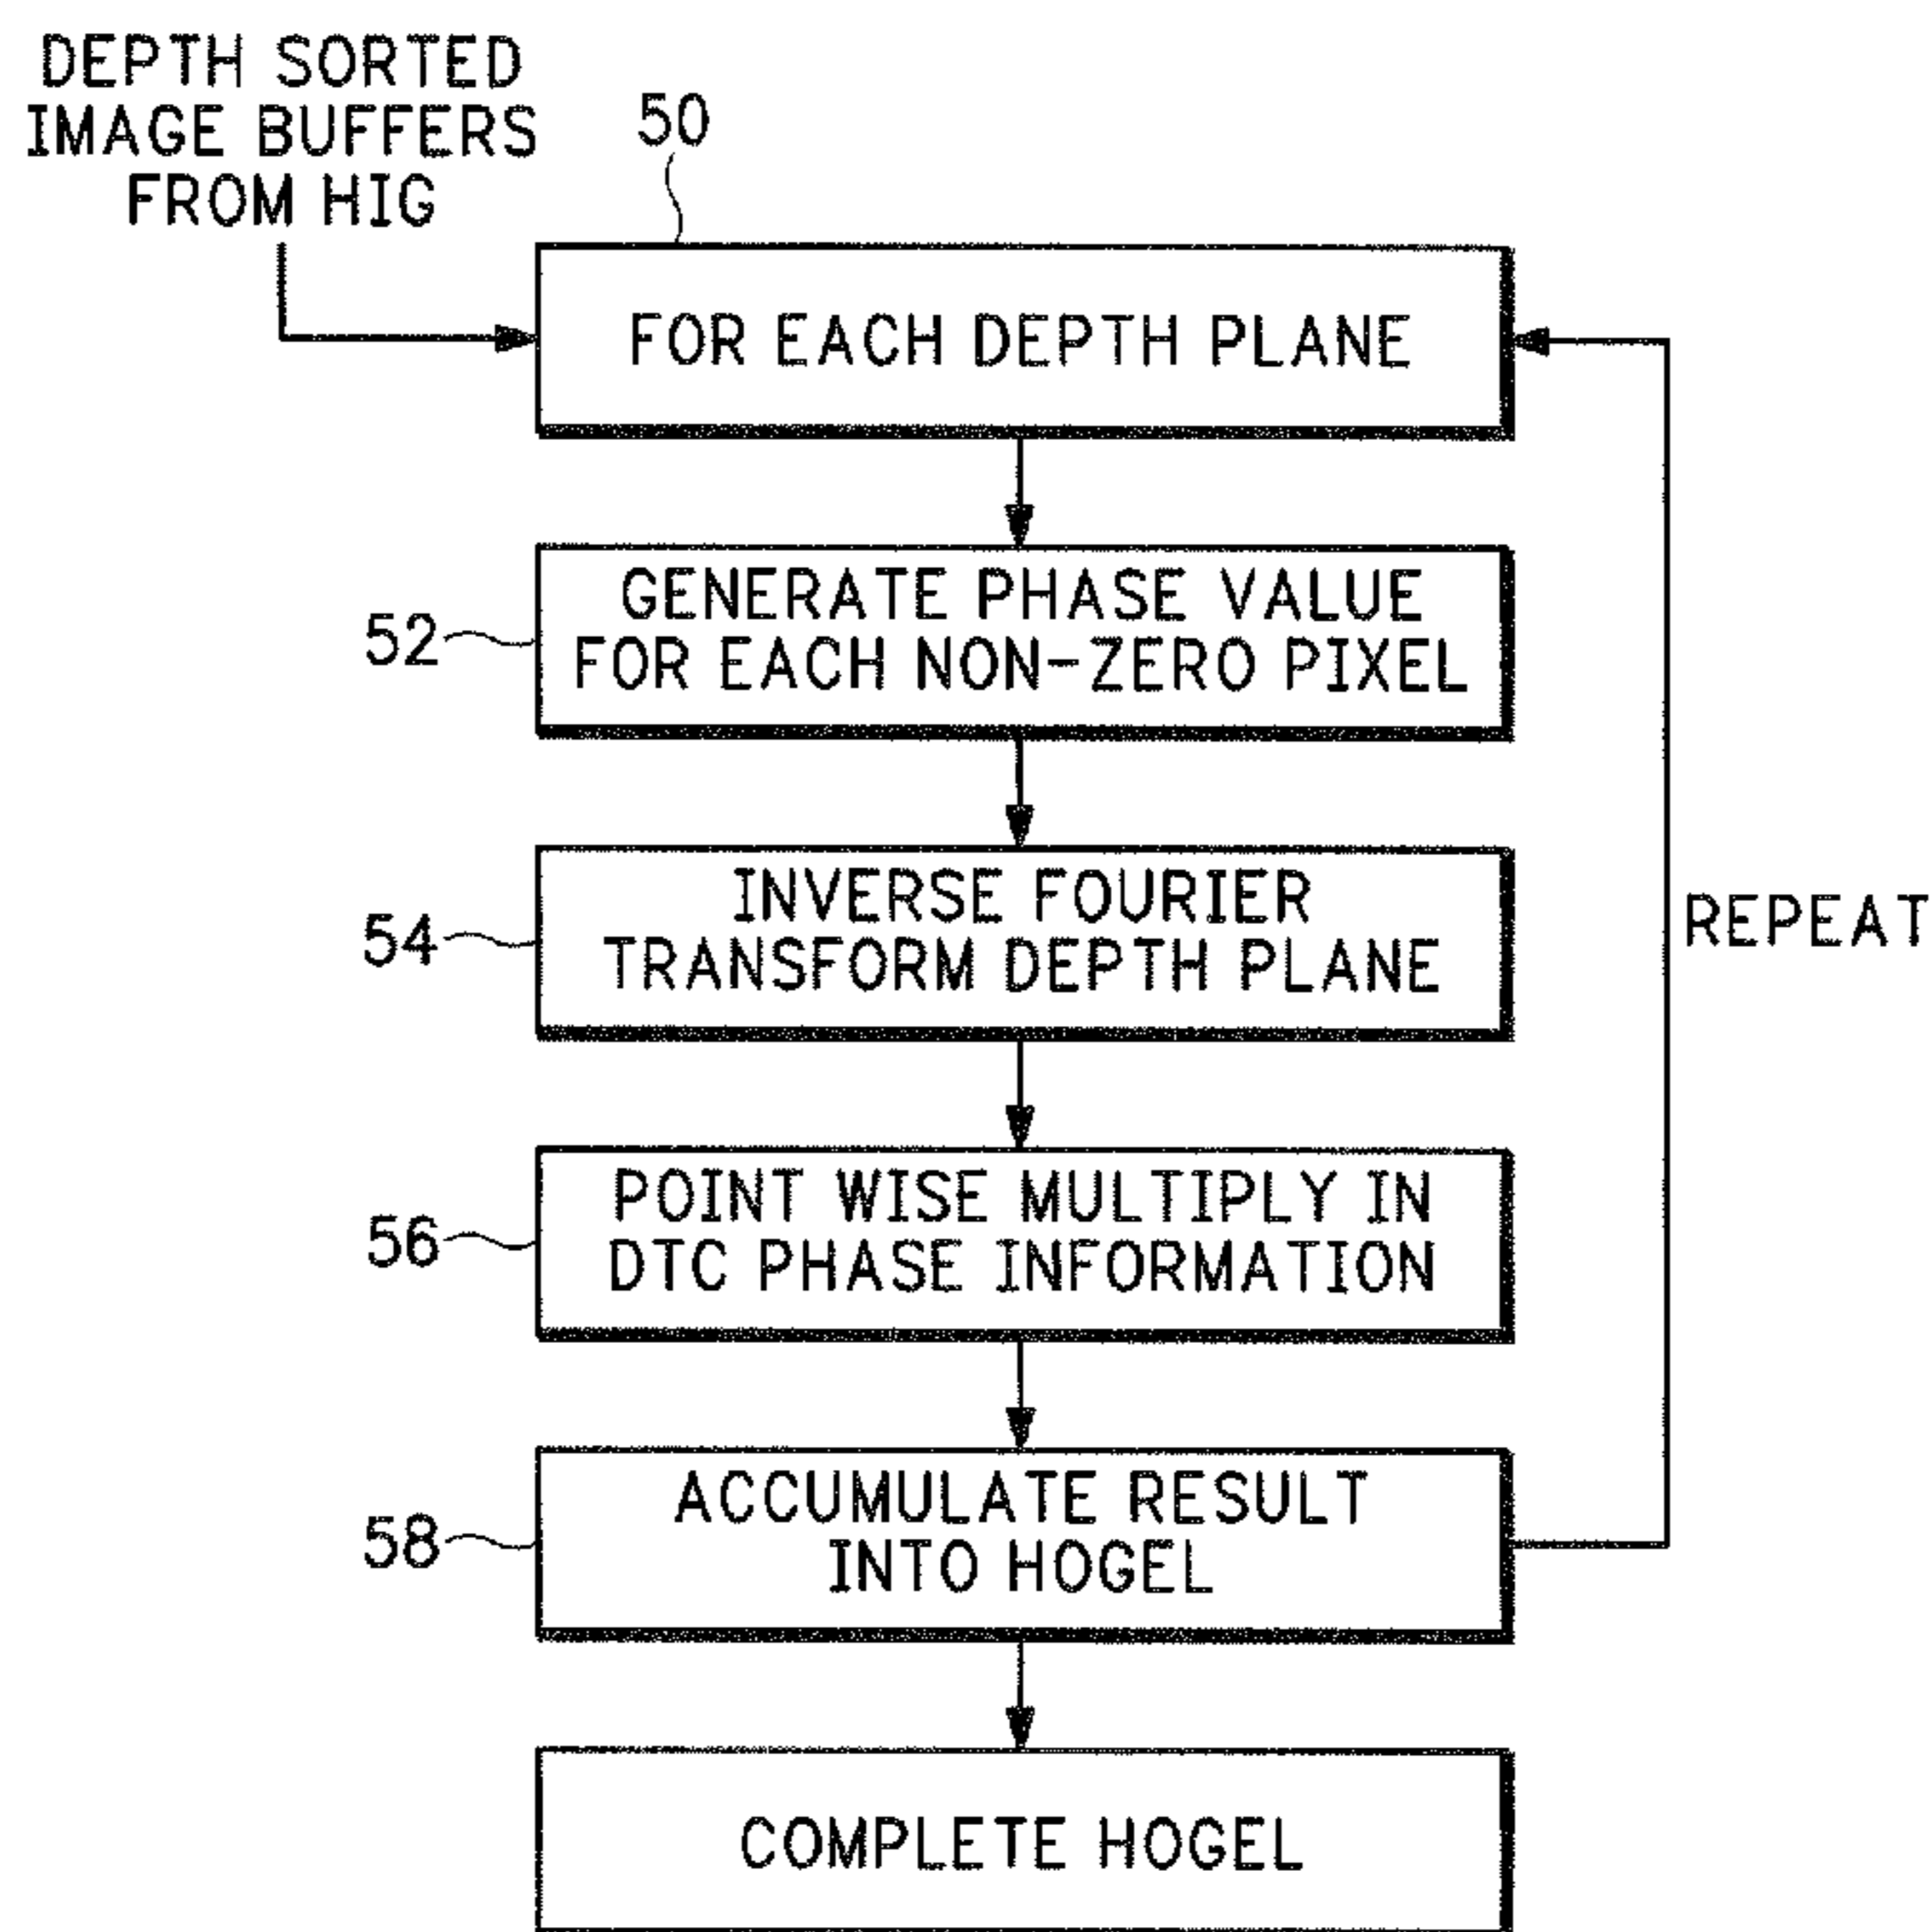 DEPTH SORTED
IMAGE BUFFERS
FROM HIG
50
FOR EACH DEPTH PLANE
52
GENERATE PHASE VALUE
FOR EACH NON-ZERO PIXEL
54
INVERSE FOURIER
TRANSFORM DEPTH PLANE
REPEAT
56
POINT WISE MULTIPLY IN
DTC PHASE INFORMATION
58
ACCUMULATE RESULT
INTO HOGEL
COMPLETE HOGEL